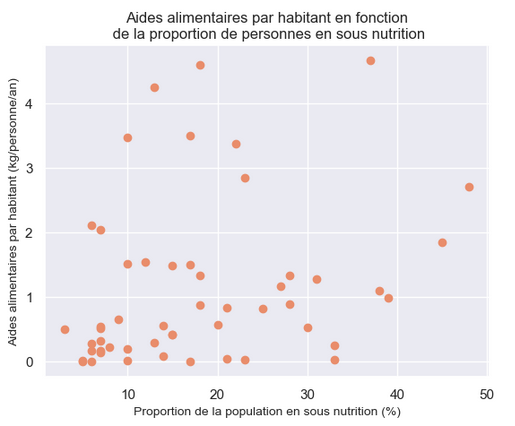 Aides alimentaires par habitant en fonction
de la proportion de personnes en sous nutrition
Aides alimentaires par habitant (kg/personne/an)
4
3
2
1
0
10 20 30 40 50
Proportion de la population en sous nutrition (%)